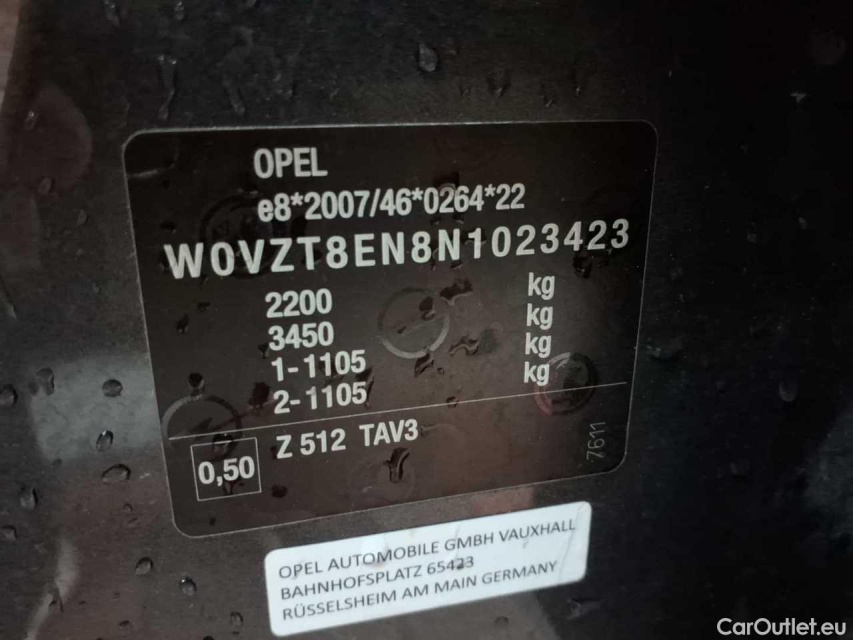 OPEL
e8*2007/46*0264*22
W0VZT8EN8N1023423
2200 kg
3450 kg
1-1105 kg
2-1105 kg
0,50 Z 512 TAV3
7611
OPEL AUTOMOBILE GMBH VAUXHALL
BAHNHOFSPLATZ 65423
RÜSSELSHEIM AM MAIN GERMANY
CarOutlet.eu